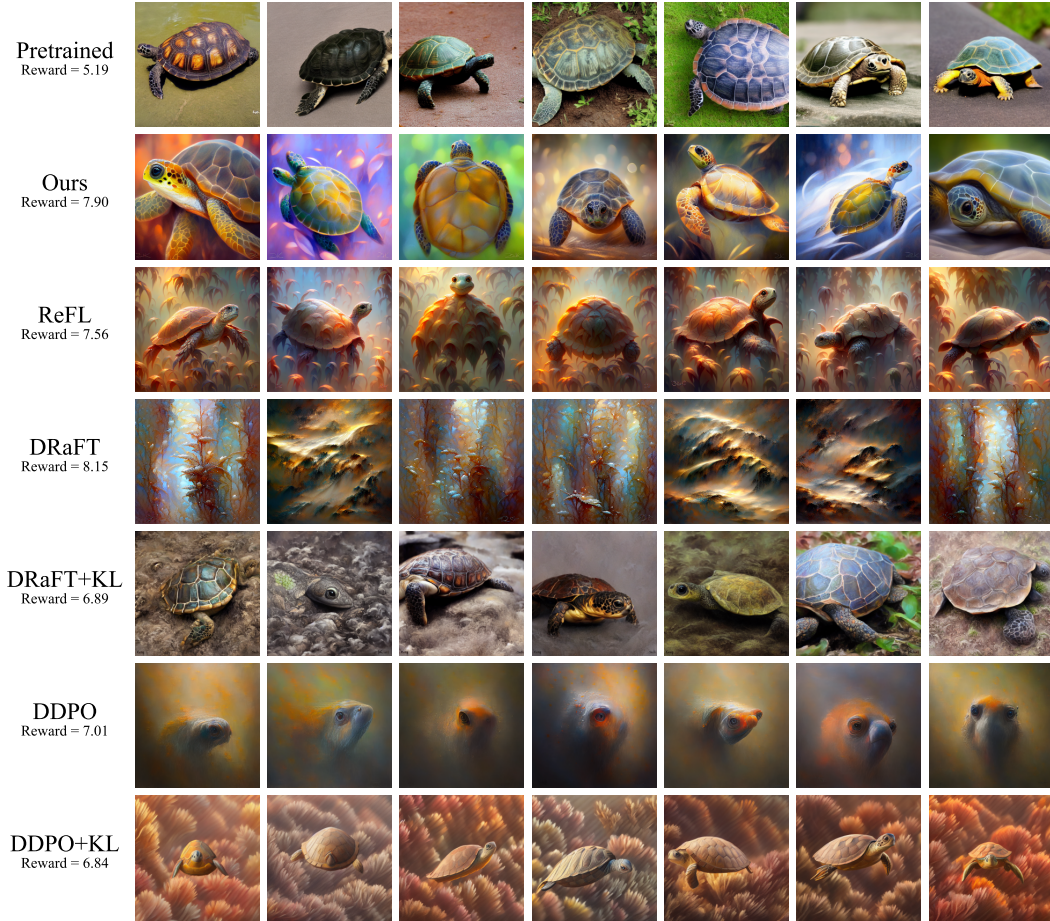 Pretrained
Reward = 5.19
Ours
Reward = 7.90
ReFL
Reward = 7.56
DRaFT
Reward = 8.15
DRaFT+KL
Reward = 6.89
DDPO
Reward = 7.01
DDPO+KL
Reward = 6.84